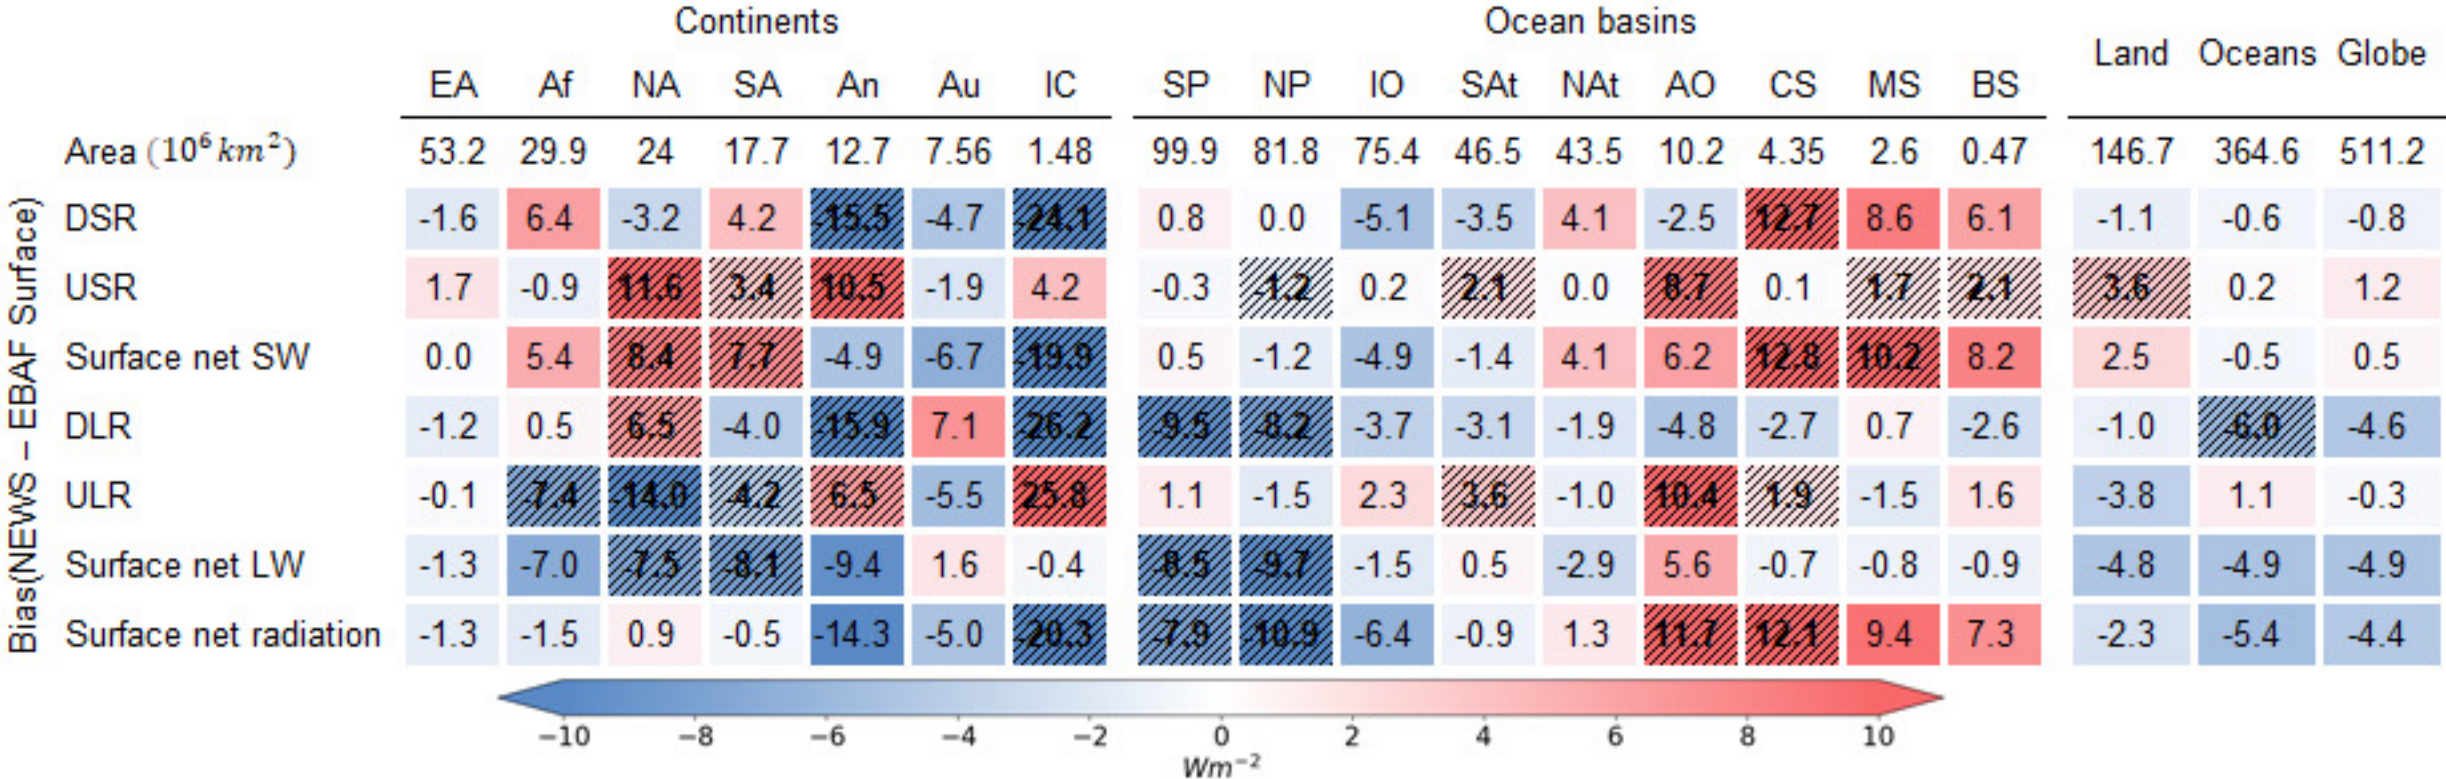 Continents Ocean basins
Land Oceans Globe
EA Af NA SA An Au IC SP NP IO SAt NAt AO CS MS BS
Area (10⁶ km²) 53.2 29.9 24 17.7 12.7 7.56 1.48 99.9 81.8 75.4 46.5 43.5 10.2 4.35 2.6 0.47 146.7 364.6 511.2
Bias(NEWS – EBAF Surface)
DSR -1.6 6.4 -3.2 4.2 -15.5 -4.7 -24.1 0.8 0.0 -5.1 -3.5 4.1 -2.5 12.7 8.6 6.1 -1.1 -0.6 -0.8
USR 1.7 -0.9 11.6 3.4 10.5 -1.9 4.2 -0.3 -1.2 0.2 2.1 0.0 8.7 0.1 1.7 2.1 3.6 0.2 1.2
Surface net SW 0.0 5.4 8.4 7.7 -4.9 -6.7 -19.9 0.5 -1.2 -4.9 -1.4 4.1 6.2 12.8 10.2 8.2 2.5 -0.5 0.5
DLR -1.2 0.5 6.5 -4.0 -15.9 7.1 -26.2 -9.5 -8.2 -3.7 -3.1 -1.9 -4.8 -2.7 0.7 -2.6 -1.0 -6.0 -4.6
ULR -0.1 -7.4 -14.0 -4.2 6.5 -5.5 25.8 1.1 -1.5 2.3 3.6 -1.0 10.4 1.9 -1.5 1.6 -3.8 1.1 -0.3
Surface net LW -1.3 -7.0 -7.5 -8.1 -9.4 1.6 -0.4 -8.5 -9.7 -1.5 0.5 -2.9 5.6 -0.7 -0.8 -0.9 -4.8 -4.9 -4.9
Surface net radiation -1.3 -1.5 0.9 -0.5 -14.3 -5.0 -20.3 -7.9 -10.9 -6.4 -0.9 1.3 11.7 12.1 9.4 7.3 -2.3 -5.4 -4.4
−10 −8 −6 −4 −2 0 2 4 6 8 10
Wm⁻²